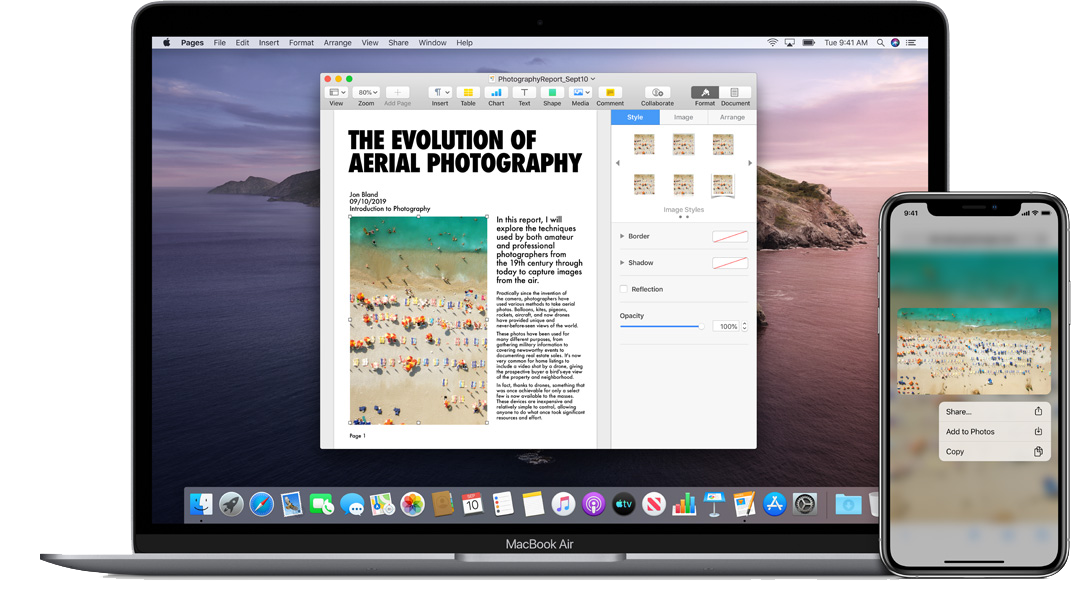 Pages File Edit Insert Format Arrange View Share Window Help
Tue 9:41 AM
PhotographyReport_Sept10
80%
View Zoom Add Page Insert Table Chart Text Shape Media Comment Collaborate Format Document
THE EVOLUTION OF
AERIAL PHOTOGRAPHY
Jon Bland
09/10/2019
Introduction to Photography
In this report, I will
explore the techniques
used by both amateur
and professional
photographers from
the 19th century through
today to capture images
from the air.
Practically since the invention of
the camera, photographers have
used various methods to take aerial
photos. Balloons, kites, pigeons,
rockets, aircraft, and now drones
have provided unique and
never-before-seen views of the world.
These photos have been used for
many different purposes, from
gathering military information to
covering newsworthy events to
documenting real estate sales. It's now
very common for home listings to
include a video shot by a drone, giving
the prospective buyer a bird's-eye view
of the property and neighborhood.
In fact, thanks to drones, something that
was once achievable for only a select
few is now available to the masses.
These devices are inexpensive and
relatively simple to control, allowing
anyone to do what once took significant
resources and effort.
Page 1
Style Image Arrange
Image Styles
Border
Shadow
Reflection
Opacity
100%
10
tv
MacBook Air
9:41
Share...
Add to Photos
Copy